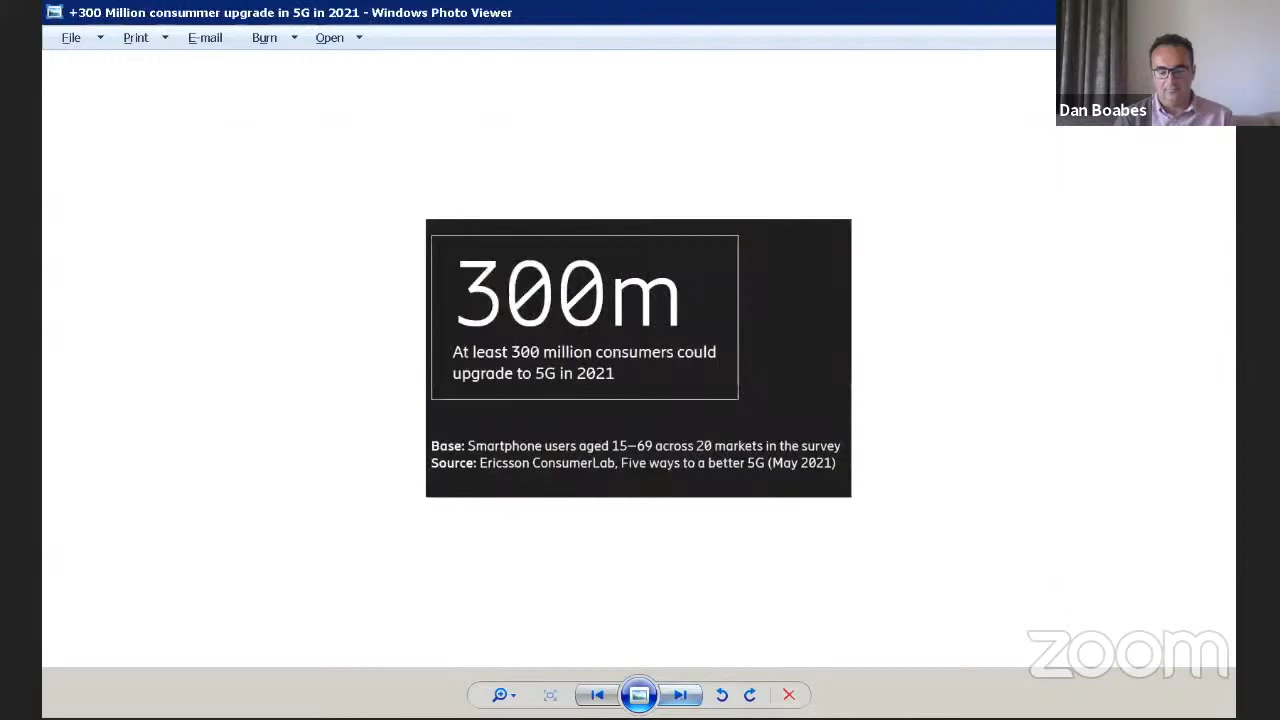 +300 Million consummer upgrade in 5G in 2021 - Windows Photo Viewer
File Print E-mail Burn Open
Dan Boabes
300m
At least 300 million consumers could
upgrade to 5G in 2021
Base: Smartphone users aged 15–69 across 20 markets in the survey
Source: Ericsson ConsumerLab, Five ways to a better 5G (May 2021)
zoom